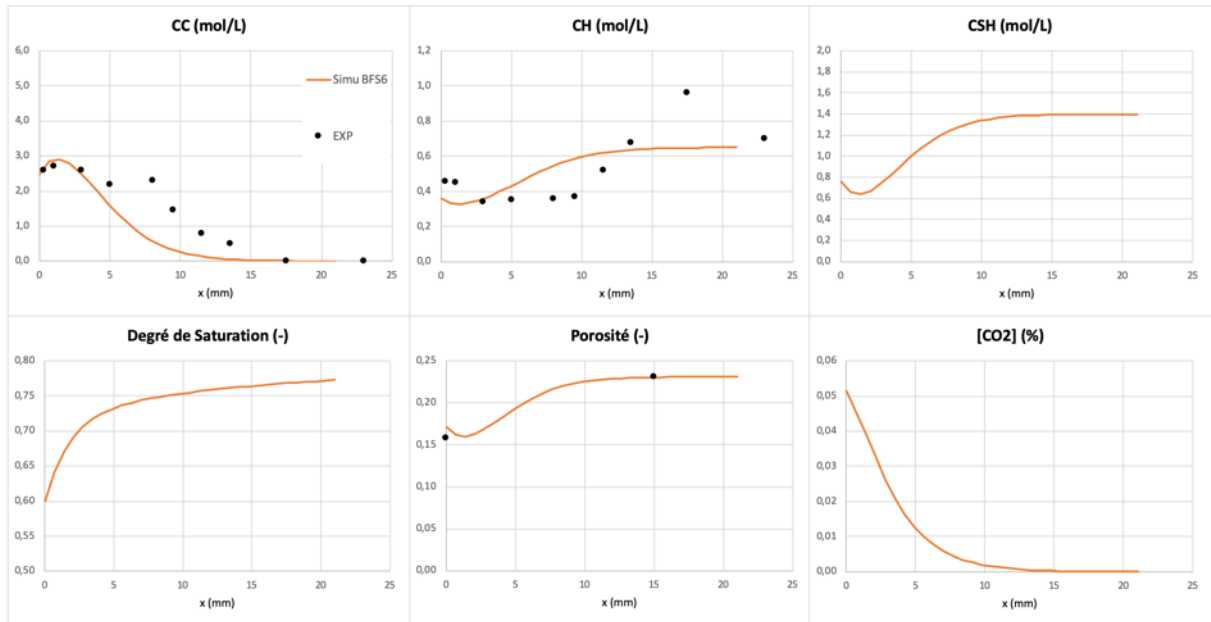 CC (mol/L)
6,0
5,0
4,0
3,0
2,0
1,0
0,0
0 5 10 15 20 25
x (mm)
Simu BFS6
EXP
CH (mol/L)
1,2
1,0
0,8
0,6
0,4
0,2
0,0
0 5 10 15 20 25
x (mm)
CSH (mol/L)
2,0
1,8
1,6
1,4
1,2
1,0
0,8
0,6
0,4
0,2
0,0
0 5 10 15 20 25
x (mm)
Degré de Saturation (-)
0,80
0,75
0,70
0,65
0,60
0,55
0,50
0 5 10 15 20 25
x (mm)
Porosité (-)
0,25
0,20
0,15
0,10
0,05
0,00
0 5 10 15 20 25
x (mm)
[CO2] (%)
0,06
0,05
0,04
0,03
0,02
0,01
0,00
0 5 10 15 20 25
x (mm)